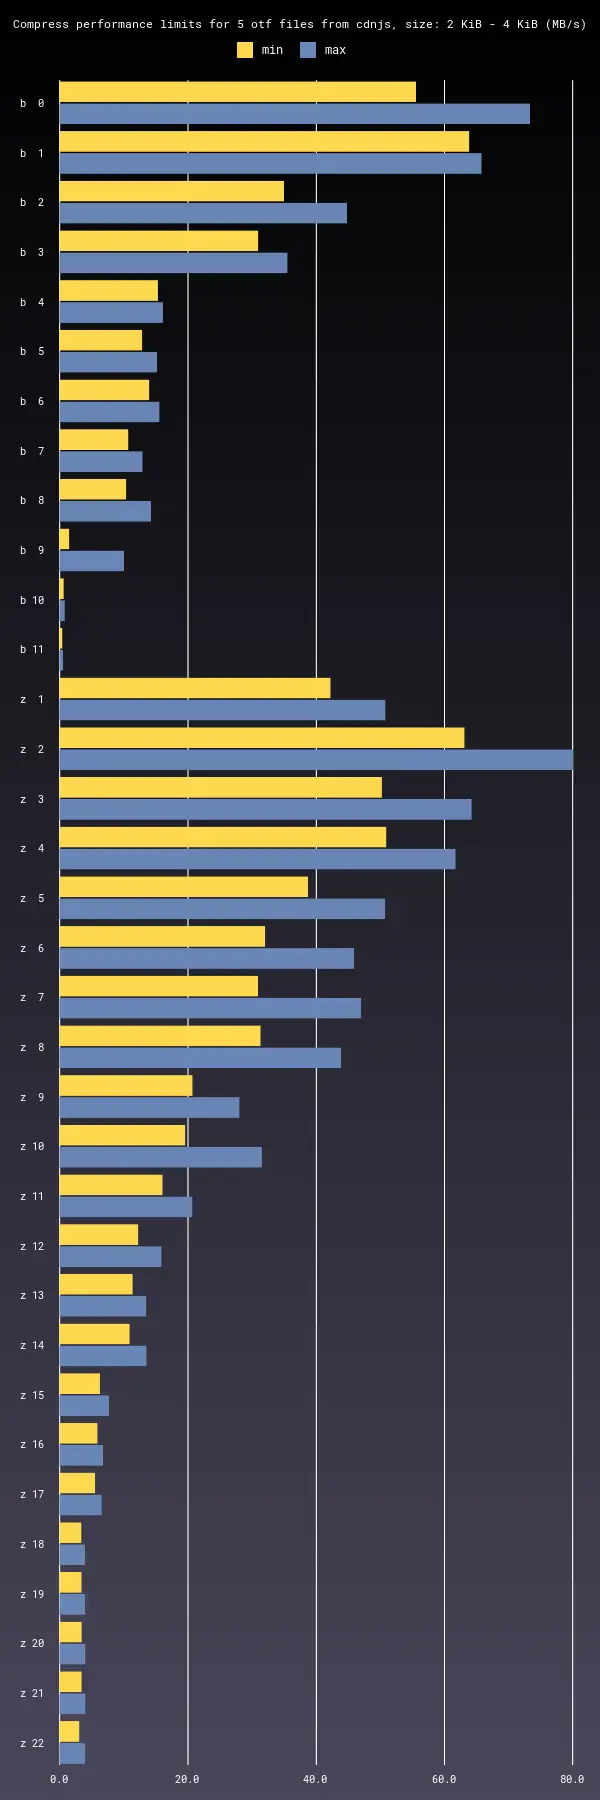 Compress performance limits for 5 otf files from cdnjs, size: 2 KiB - 4 KiB (MB/s)
min max
b 0
b 1
b 2
b 3
b 4
b 5
b 6
b 7
b 8
b 9
b 10
b 11
z 1
z 2
z 3
z 4
z 5
z 6
z 7
z 8
z 9
z 10
z 11
z 12
z 13
z 14
z 15
z 16
z 17
z 18
z 19
z 20
z 21
z 22
0.0 20.0 40.0 60.0 80.0